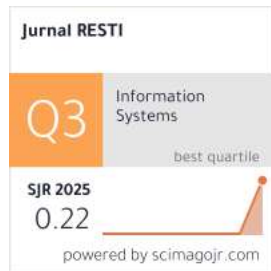 Jurnal RESTI
Q3
Information
Systems
best quartile
SJR 2025
0.22
powered by scimagojr.com